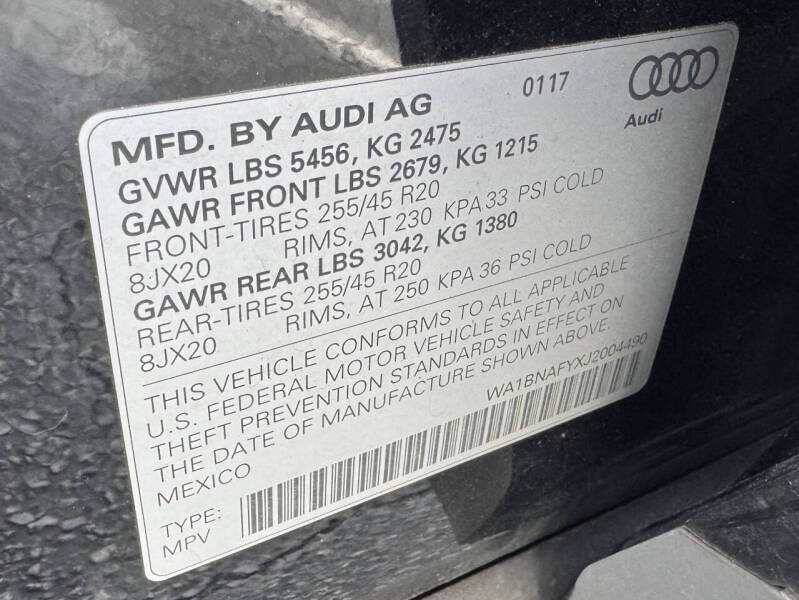 0117
Audi
MFD. BY AUDI AG
GVWR LBS 5456, KG 2475
GAWR FRONT LBS 2679, KG 1215
FRONT-TIRES 255/45 R20
8JX20 RIMS, AT 230 KPA 33 PSI COLD
GAWR REAR LBS 3042, KG 1380
REAR-TIRES 255/45 R20
8JX20 RIMS, AT 250 KPA 36 PSI COLD
THIS VEHICLE CONFORMS TO ALL APPLICABLE
U.S. FEDERAL MOTOR VEHICLE SAFETY AND
THEFT PREVENTION STANDARDS IN EFFECT ON
THE DATE OF MANUFACTURE SHOWN ABOVE.
MEXICO
WA1BNAFYXJ2004490
TYPE:
MPV